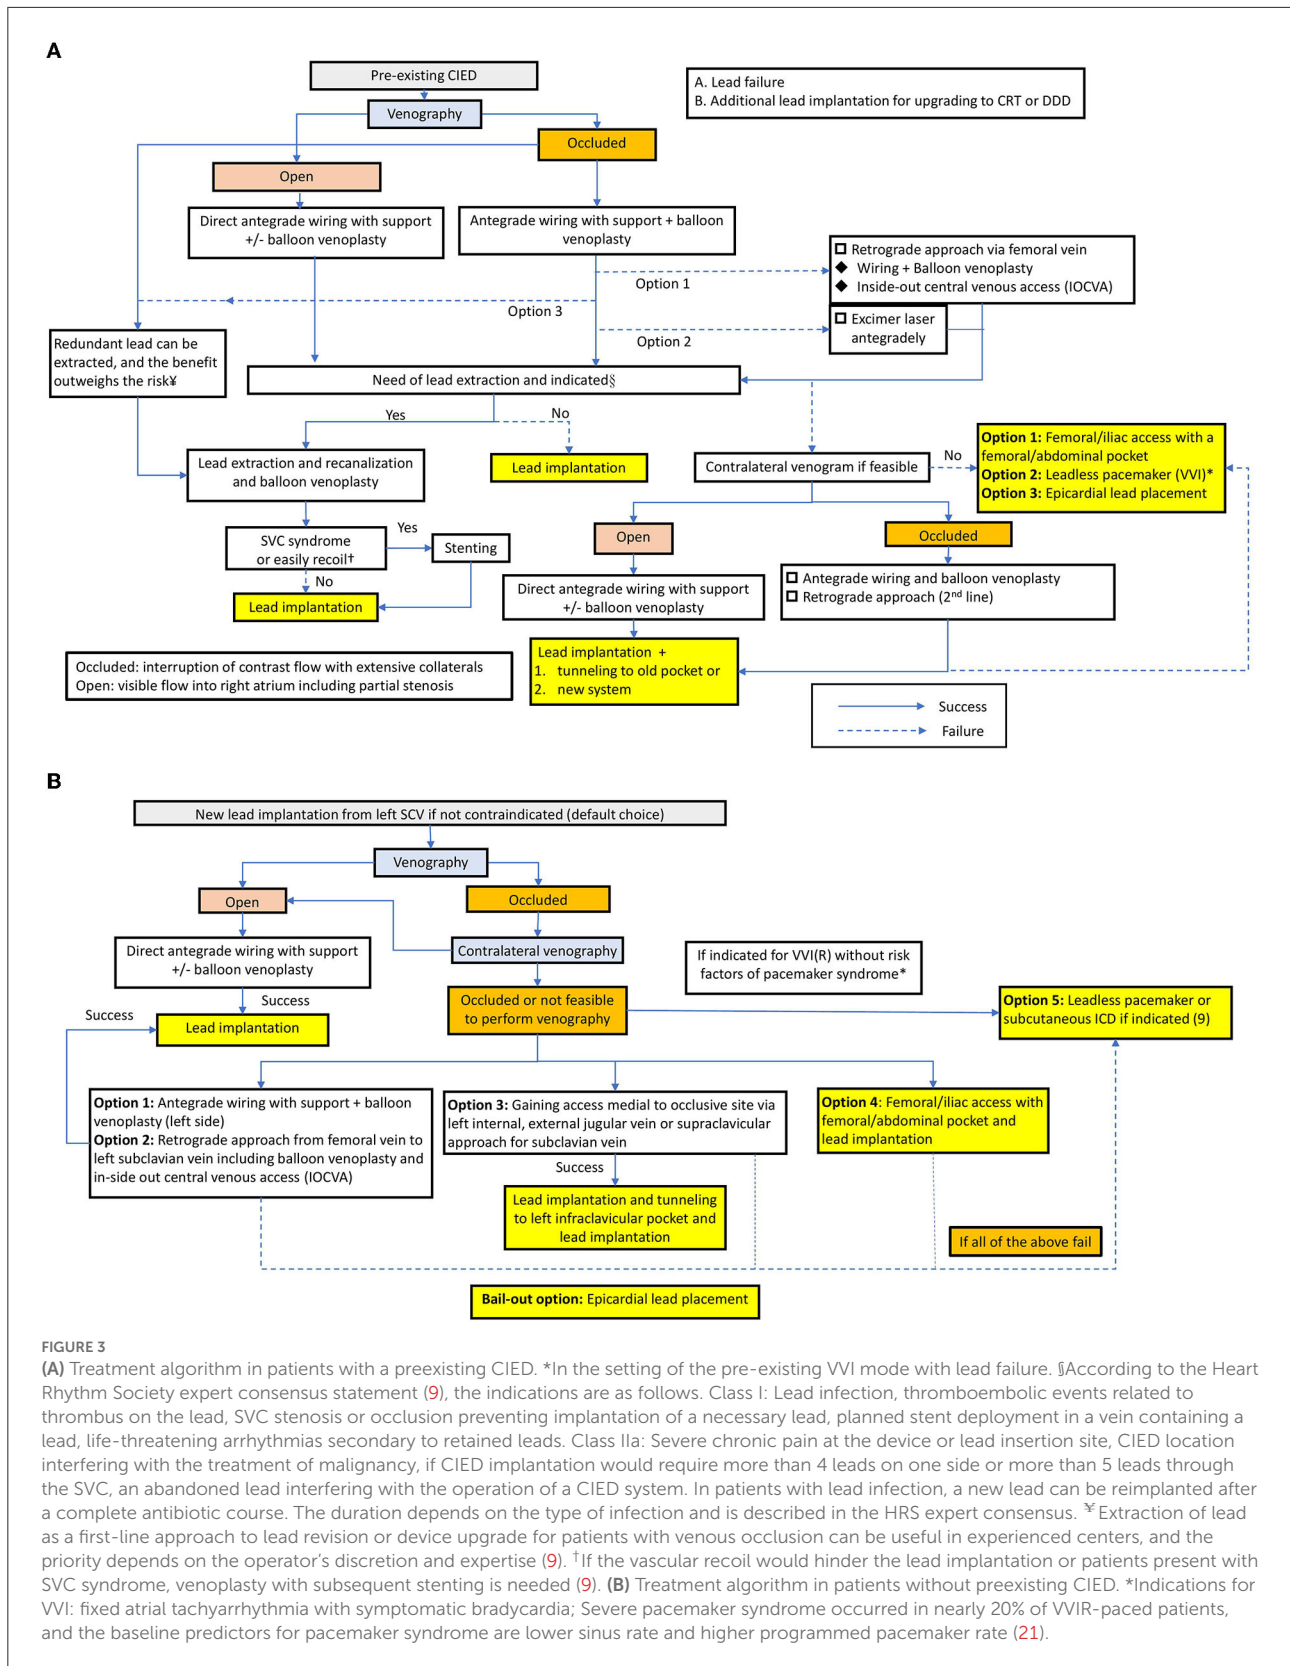 A
Pre-existing CIED
A. Lead failure
B. Additional lead implantation for upgrading to CRT or DDD
Venography
Occluded
Open
Direct antegrade wiring with support
+/- balloon venoplasty
Antegrade wiring with support + balloon
venoplasty
Retrograde approach via femoral vein
Wiring + Balloon venoplasty
Inside-out central venous access (IOCVA)
Option 1
Option 3
Excimer laser
antegradely
Option 2
Redundant lead can be
extracted, and the benefit
outweighs the risk¥
Need of lead extraction and indicated§
Yes
No
Lead extraction and recanalization
and balloon venoplasty
Lead implantation
Contralateral venogram if feasible
No
Option 1: Femoral/iliac access with a
femoral/abdominal pocket
Option 2: Leadless pacemaker (VVI)*
Option 3: Epicardial lead placement
SVC syndrome
or easily recoil†
Yes
Stenting
Open
Occluded
No
Lead implantation
Direct antegrade wiring with support
+/- balloon venoplasty
Antegrade wiring and balloon venoplasty
Retrograde approach (2nd line)
Occluded: interruption of contrast flow with extensive collaterals
Open: visible flow into right atrium including partial stenosis
Lead implantation +
1. tunneling to old pocket or
2. new system
Success
Failure
B
New lead implantation from left SCV if not contraindicated (default choice)
Venography
Open
Occluded
Direct antegrade wiring with support
+/- balloon venoplasty
Contralateral venography
If indicated for VVI(R) without risk
factors of pacemaker syndrome*
Success
Success
Lead implantation
Occluded or not feasible
to perform venography
Option 5: Leadless pacemaker or
subcutaneous ICD if indicated (9)
Option 1: Antegrade wiring with support + balloon
venoplasty (left side)
Option 2: Retrograde approach from femoral vein to
left subclavian vein including balloon venoplasty and
in-side out central venous access (IOCVA)
Option 3: Gaining access medial to occlusive site via
left internal, external jugular vein or supraclavicular
approach for subclavian vein
Option 4: Femoral/iliac access with
femoral/abdominal pocket and
lead implantation
Success
Lead implantation and tunneling
to left infraclavicular pocket and
lead implantation
If all of the above fail
Bail-out option: Epicardial lead placement
FIGURE 3
(A) Treatment algorithm in patients with a preexisting CIED. *In the setting of the pre-existing VVI mode with lead failure. §According to the Heart
Rhythm Society expert consensus statement (9), the indications are as follows. Class I: Lead infection, thromboembolic events related to
thrombus on the lead, SVC stenosis or occlusion preventing implantation of a necessary lead, planned stent deployment in a vein containing a
lead, life-threatening arrhythmias secondary to retained leads. Class IIa: Severe chronic pain at the device or lead insertion site, CIED location
interfering with the treatment of malignancy, if CIED implantation would require more than 4 leads on one side or more than 5 leads through
the SVC, an abandoned lead interfering with the operation of a CIED system. In patients with lead infection, a new lead can be reimplanted after
a complete antibiotic course. The duration depends on the type of infection and is described in the HRS expert consensus. ¥Extraction of lead
as a first-line approach to lead revision or device upgrade for patients with venous occlusion can be useful in experienced centers, and the
priority depends on the operator's discretion and expertise (9). †If the vascular recoil would hinder the lead implantation or patients present with
SVC syndrome, venoplasty with subsequent stenting is needed (9). (B) Treatment algorithm in patients without preexisting CIED. *Indications for
VVI: fixed atrial tachyarrhythmia with symptomatic bradycardia; Severe pacemaker syndrome occurred in nearly 20% of VVIR-paced patients,
and the baseline predictors for pacemaker syndrome are lower sinus rate and higher programmed pacemaker rate (21).